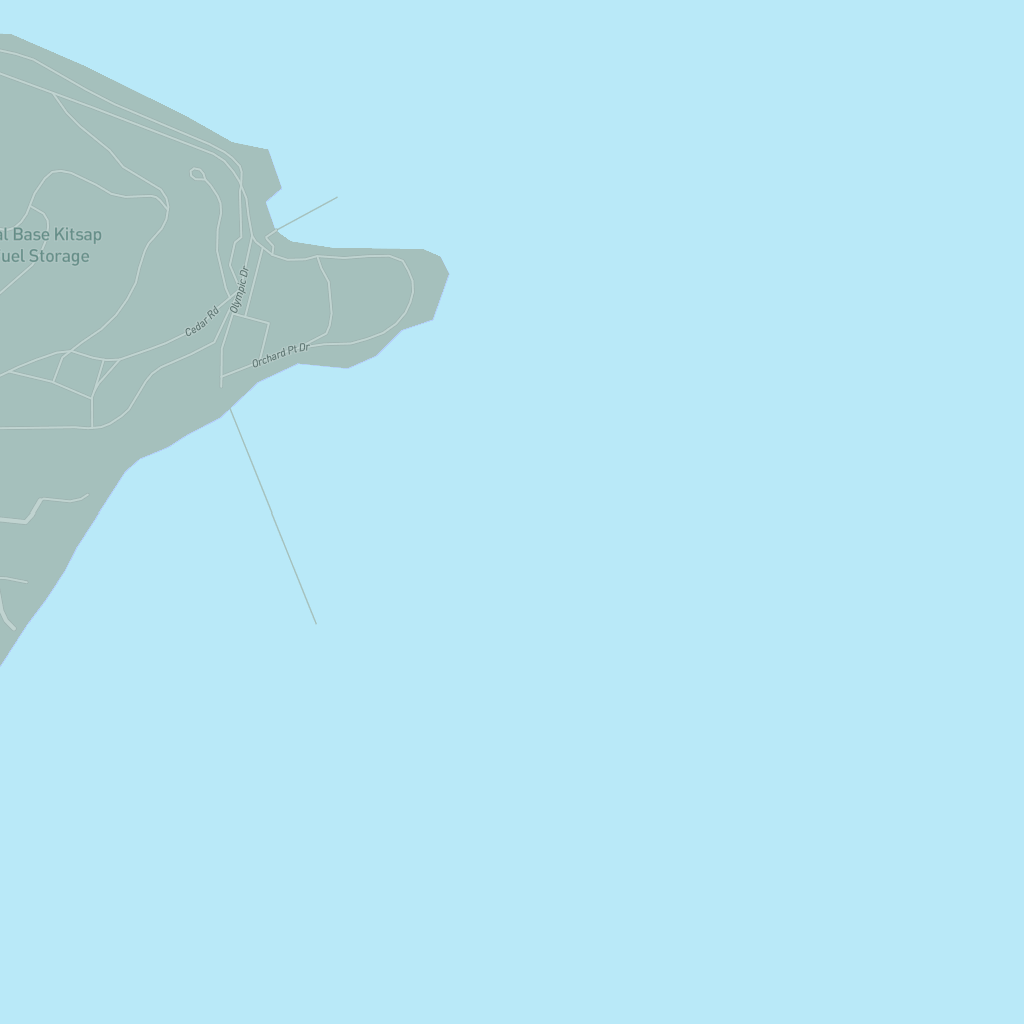 al Base Kitsap
uel Storage
Olympic Dr
Cedar Rd
Orchard Pt Dr